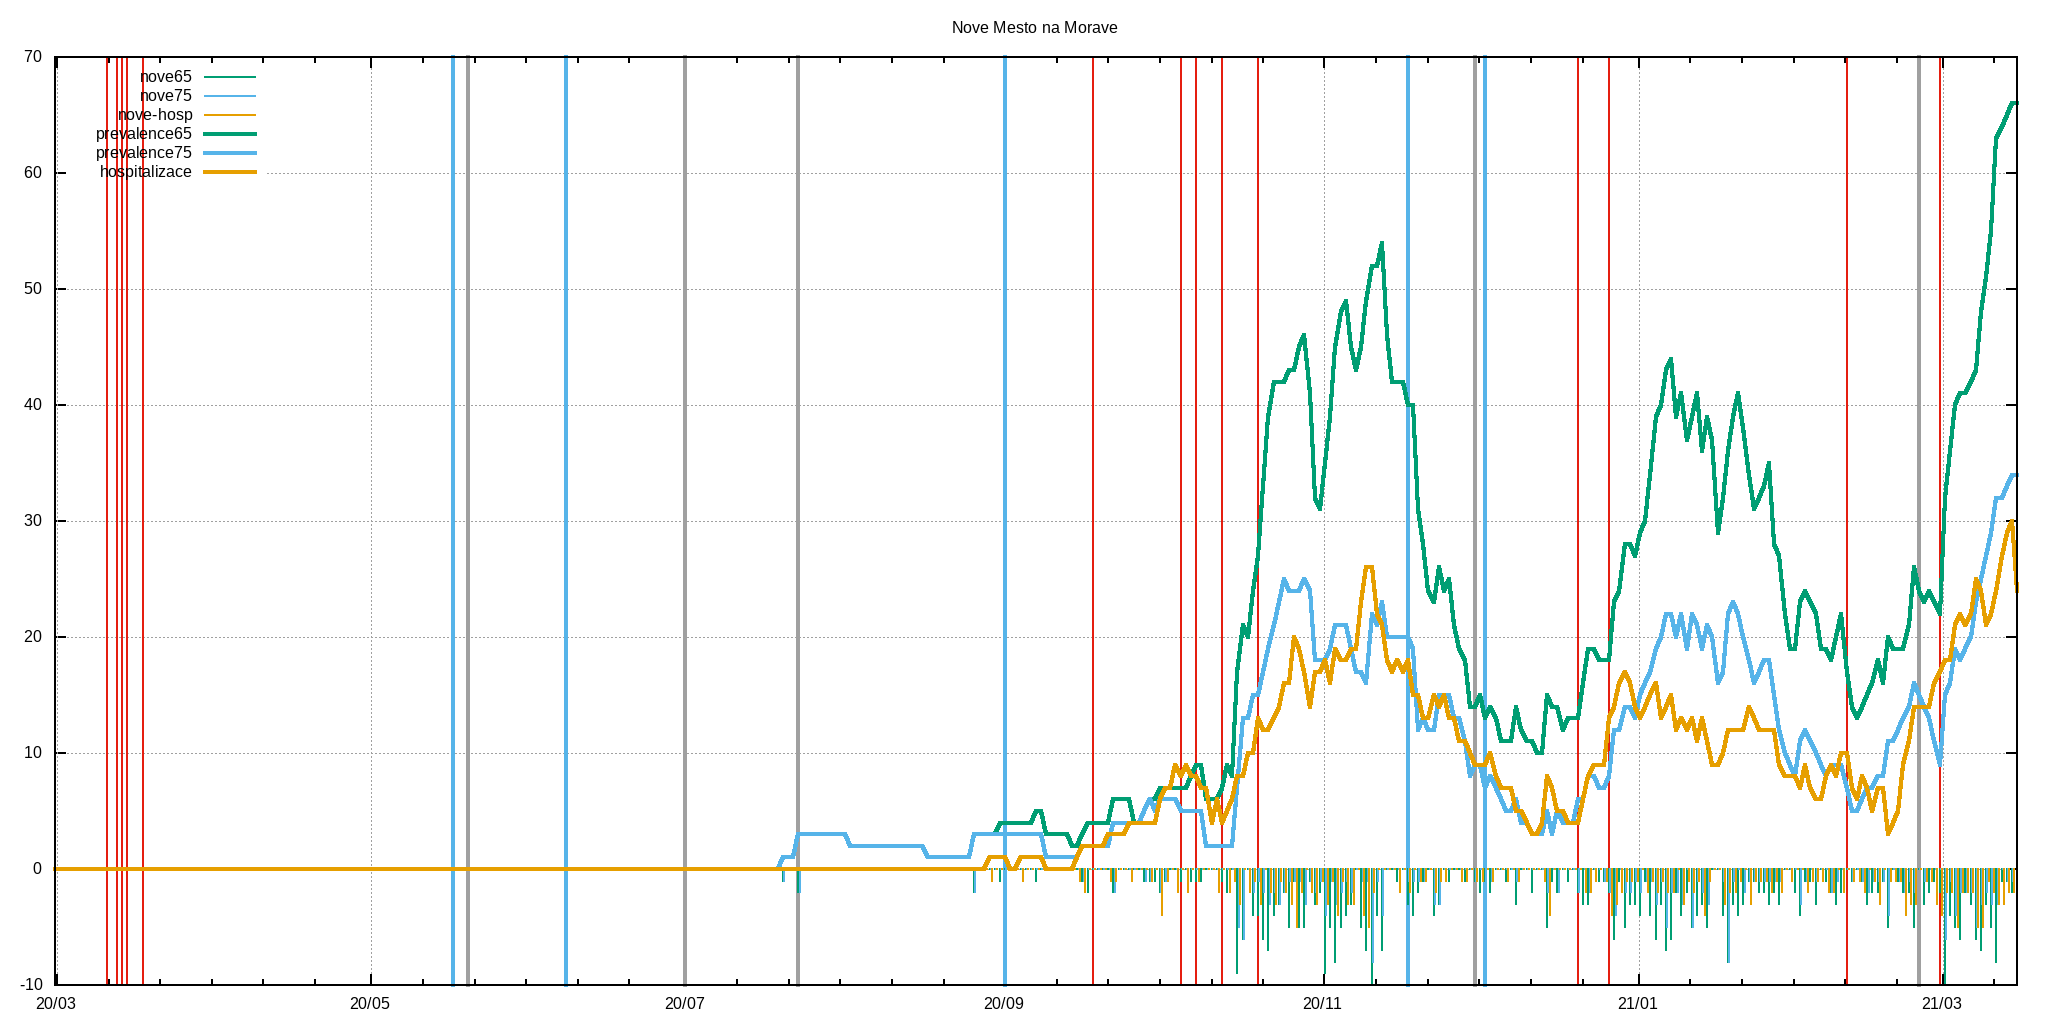 Nove Mesto na Morave
70
nove65
nove75
nove-hosp
prevalence65
prevalence75
hospitalizace
60
50
40
30
20
10
0
-10
20/03 20/05 20/07 20/09 20/11 21/01 21/03